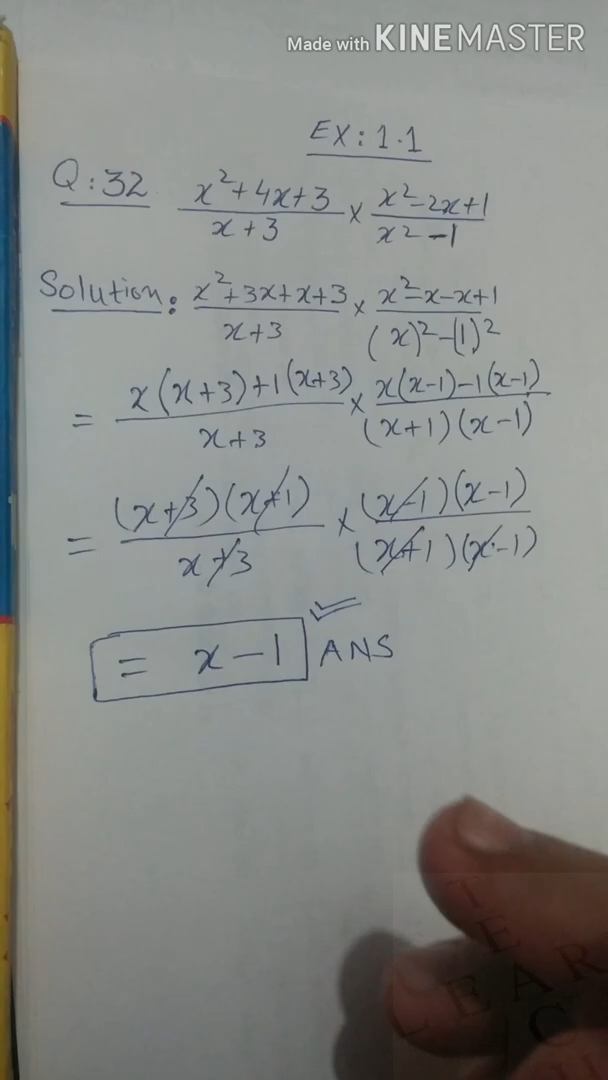 Made with KINEMASTER
EX: 1.1
Q: 32 (x²+4x+3)/(x+3) × (x²-2x+1)/(x²-1)
Solution: (x²+3x+x+3)/(x+3) × (x²-x-x+1)/((x)²-(1)²)
= (x(x+3)+1(x+3))/(x+3) × (x(x-1)-1(x-1))/((x+1)(x-1))
= ((x+3)(x+1))/(x+3) × ((x-1)(x-1))/((x+1)(x-1))
= x-1 ANS